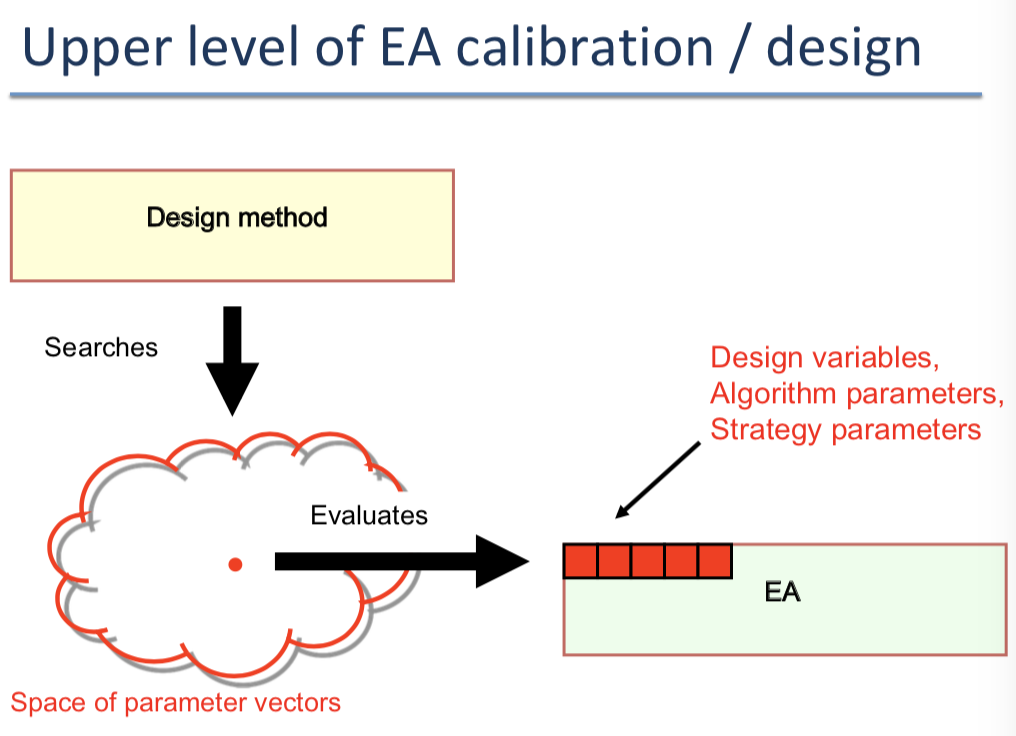 Upper level of EA calibration / design
Design method
Searches
Design variables,
Algorithm parameters,
Strategy parameters
Evaluates
EA
Space of parameter vectors